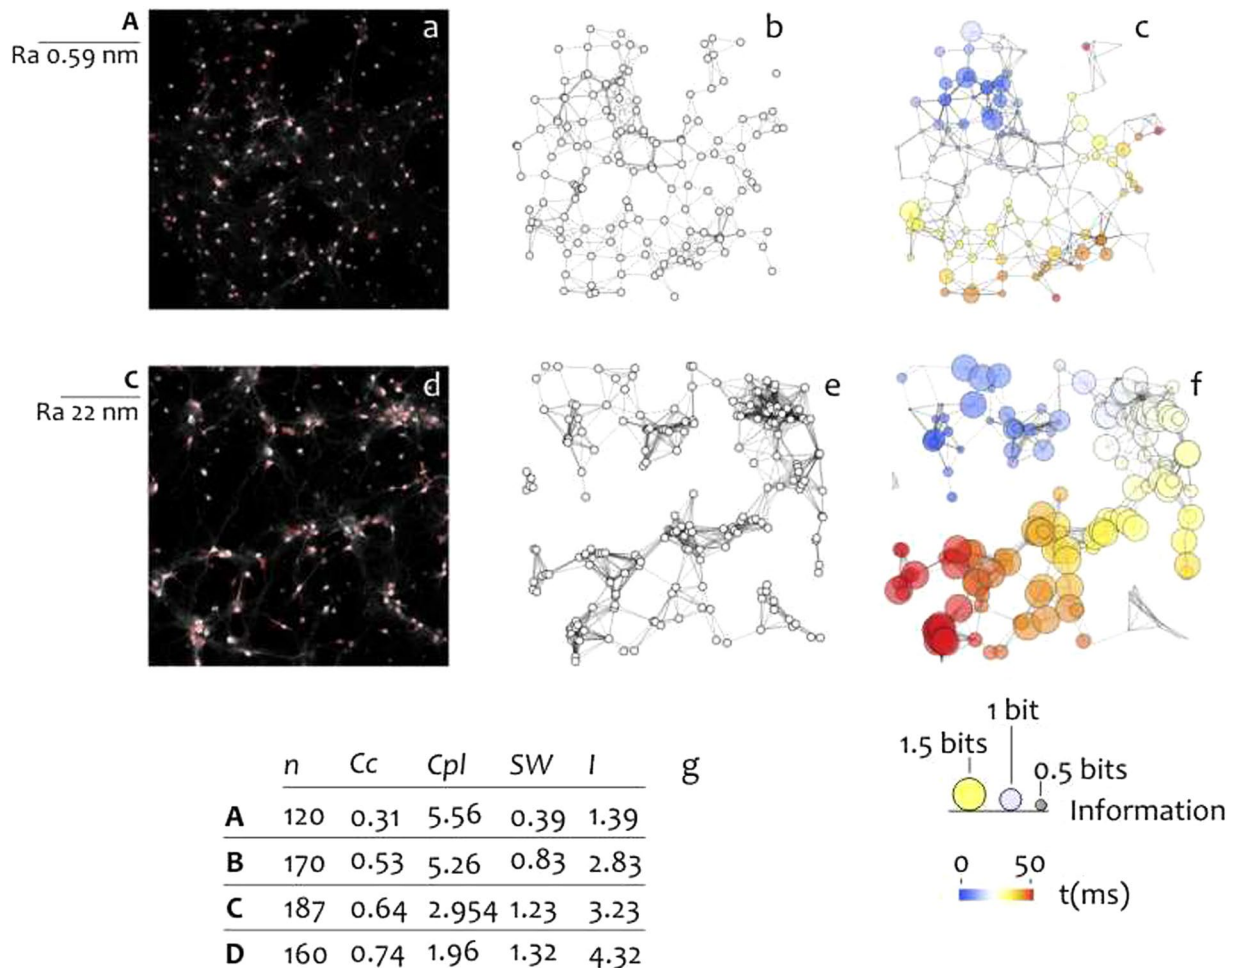 A
Ra 0.59 nm
a
b
c
C
Ra 22 nm
d
e
f
n Cc Cpl SW I
g
A 120 0.31 5.56 0.39 1.39
B 170 0.53 5.26 0.83 2.83
C 187 0.64 2.954 1.23 3.23
D 160 0.74 1.96 1.32 4.32
1 bit
1.5 bits
0.5 bits
Information
0 50
t(ms)